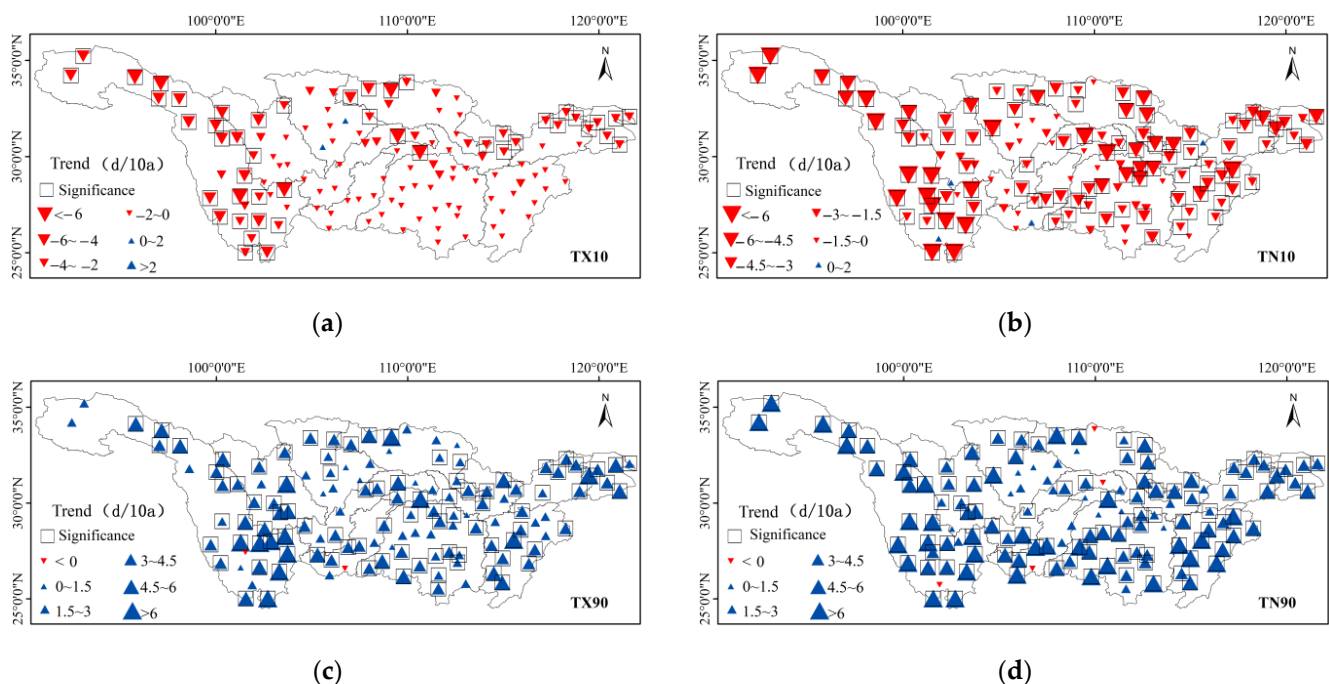 100°0'0"E 110°0'0"E 120°0'0"E
35°0'0"N
30°0'0"N
25°0'0"N
N
Trend （d/10a）
Significance
<−6
−6~ −4
−4~ −2
−2~0
0~2
>2
TX10
(a)
100°0'0"E 110°0'0"E 120°0'0"E
35°0'0"N
30°0'0"N
25°0'0"N
N
Trend （d/10a）
Significance
<−6
−6~ −4.5
−4.5~−3
−3~ −1.5
−1.5~0
0~2
TN10
(b)
100°0'0"E 110°0'0"E 120°0'0"E
35°0'0"N
30°0'0"N
25°0'0"N
N
Trend （d/10a）
Significance
< 0
0~1.5
1.5~3
3~4.5
4.5~6
>6
TX90
(c)
100°0'0"E 110°0'0"E 120°0'0"E
35°0'0"N
30°0'0"N
25°0'0"N
N
Trend （d/10a）
Significance
< 0
0~1.5
1.5~3
3~4.5
4.5~6
>6
TN90
(d)